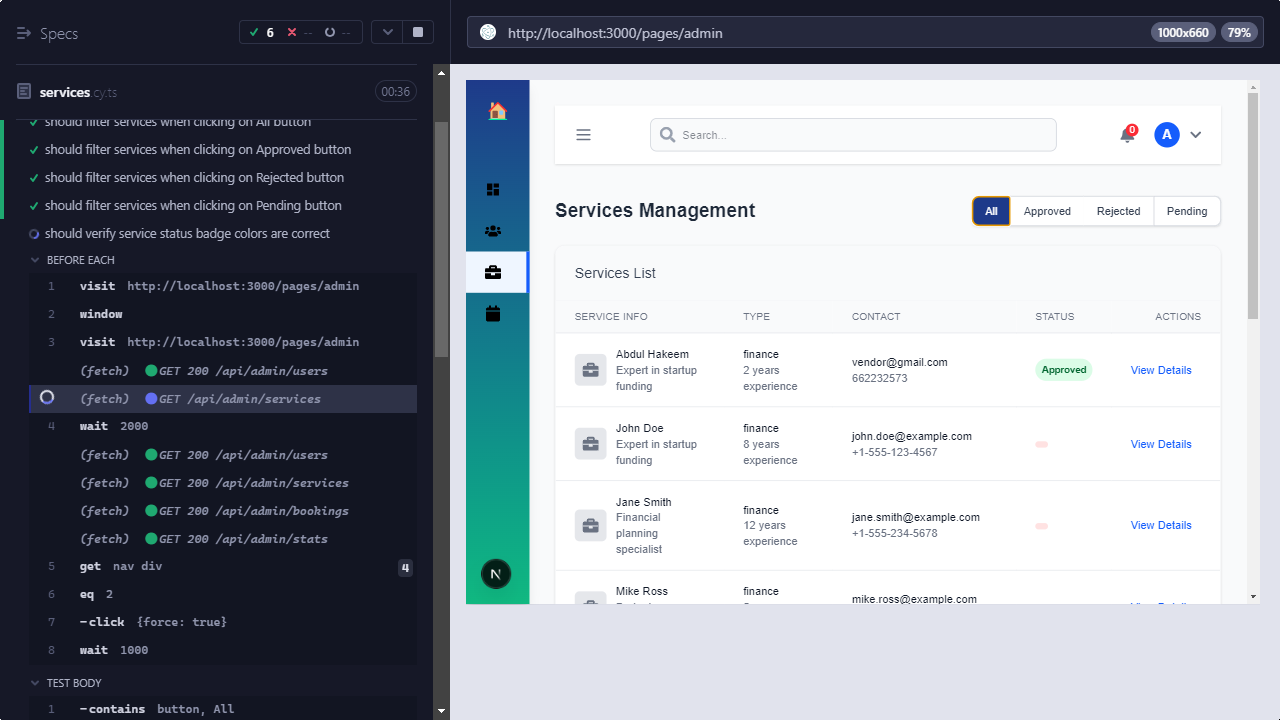 Specs
6
--
--
services.cy.ts
00:36
should filter services when clicking on All button
should filter services when clicking on Approved button
should filter services when clicking on Rejected button
should filter services when clicking on Pending button
should verify service status badge colors are correct
BEFORE EACH
1 visit http://localhost:3000/pages/admin
2 window
3 visit http://localhost:3000/pages/admin
(fetch) GET 200 /api/admin/users
(fetch) GET /api/admin/services
4 wait 2000
(fetch) GET 200 /api/admin/users
(fetch) GET 200 /api/admin/services
(fetch) GET 200 /api/admin/bookings
(fetch) GET 200 /api/admin/stats
5 get nav div 4
6 eq 2
7 -click {force: true}
8 wait 1000
TEST BODY
1 -contains button, All
http://localhost:3000/pages/admin
1000x660
79%
Search...
0
A
Services Management
All Approved Rejected Pending
Services List
SERVICE INFO TYPE CONTACT STATUS ACTIONS
Abdul Hakeem
Expert in startup
funding
finance
2 years
experience
vendor@gmail.com
662232573
Approved
View Details
John Doe
Expert in startup
funding
finance
8 years
experience
john.doe@example.com
+1-555-123-4567
View Details
Jane Smith
Financial
planning
specialist
finance
12 years
experience
jane.smith@example.com
+1-555-234-5678
View Details
Mike Ross
finance
mike.ross@example.com
N